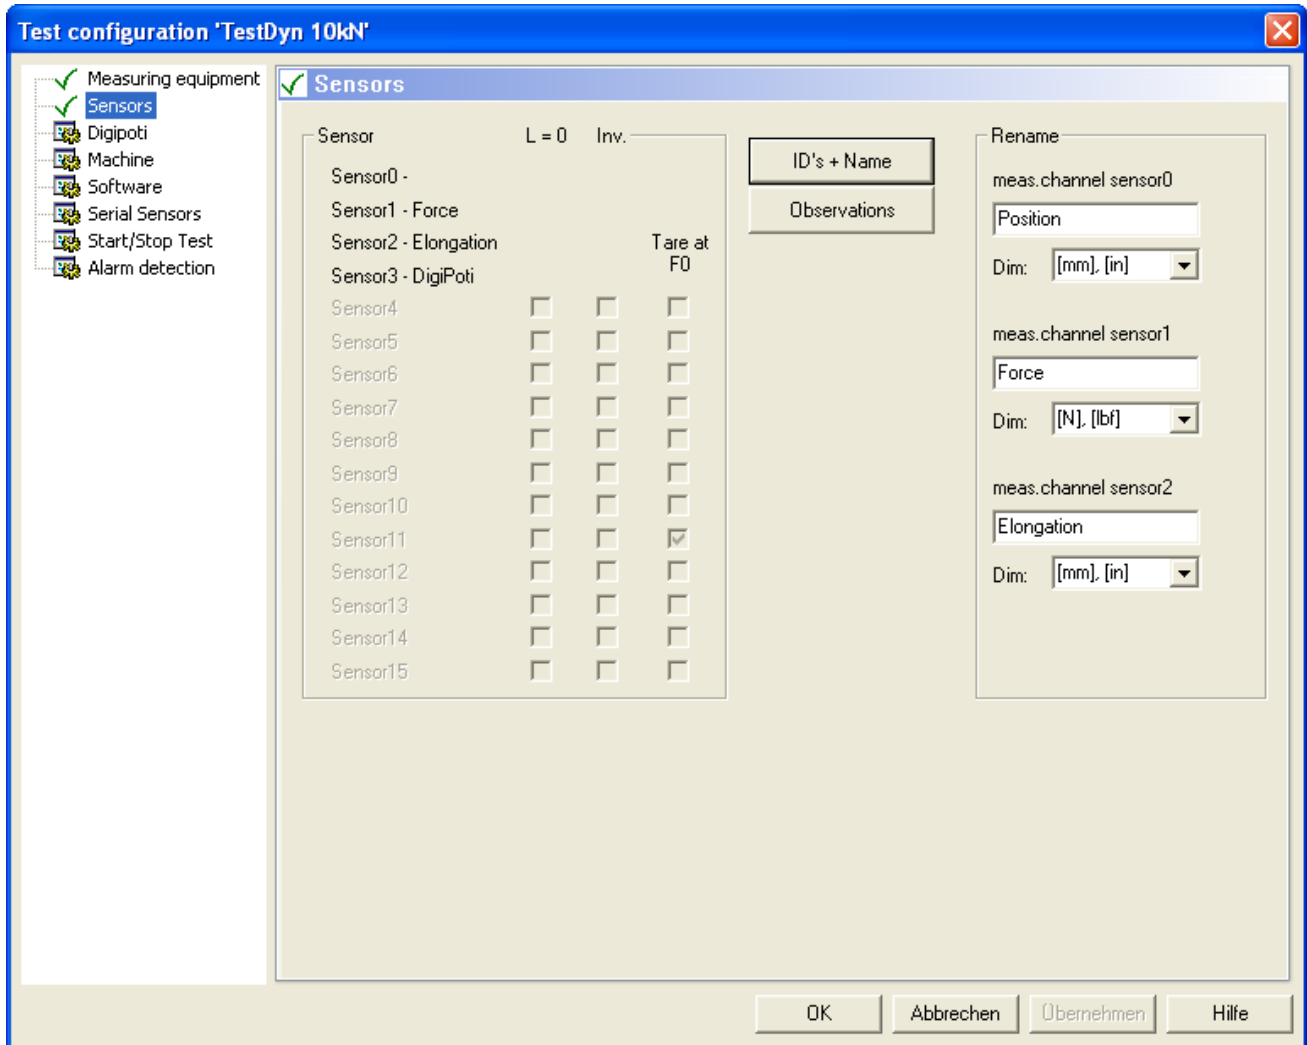 Test configuration 'TestDyn 10kN'
Measuring equipment
Sensors
Digipoti
Machine
Software
Serial Sensors
Start/Stop Test
Alarm detection
Sensors
Sensor L = 0 Inv.
Sensor0 -
Sensor1 - Force
Sensor2 - Elongation
Sensor3 - DigiPoti
Tare at
F0
Sensor4
Sensor5
Sensor6
Sensor7
Sensor8
Sensor9
Sensor10
Sensor11
Sensor12
Sensor13
Sensor14
Sensor15
ID's + Name
Observations
Rename
meas.channel sensor0
Position
Dim: [mm], [in]
meas.channel sensor1
Force
Dim: [N], [lbf]
meas.channel sensor2
Elongation
Dim: [mm], [in]
OK Abbrechen Übernehmen Hilfe